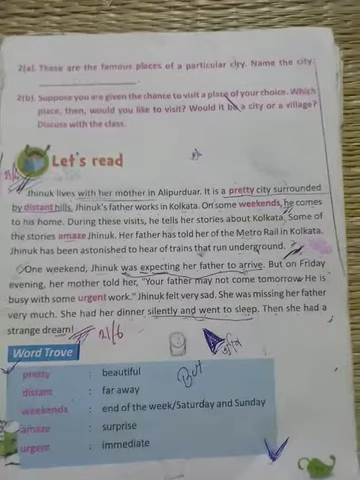 2(a). These are the famous places of a particular city. Name the city.
2(b). Suppose you are given the chance to visit a place of your choice. Which
place, then, would you like to visit? Would it be a city or a village?
Discuss with the class.
Let's read
Jhinuk lives with her mother in Alipurduar. It is a pretty city surrounded
by distant hills. Jhinuk's father works in Kolkata. On some weekends, he comes
to his home. During these visits, he tells her stories about Kolkata. Some of
the stories amaze Jhinuk. Her father has told her of the Metro Rail in Kolkata.
Jhinuk has been astonished to hear of trains that run underground.
One weekend, Jhinuk was expecting her father to arrive. But on Friday
evening, her mother told her, "Your father may not come tomorrow. He is
busy with some urgent work." Jhinuk felt very sad. She was missing her father
very much. She had her dinner silently and went to sleep. Then she had a
strange dream!
Word Trove
pretty : beautiful
distant : far away
weekends : end of the week/Saturday and Sunday
amaze : surprise
urgent : immediate
But